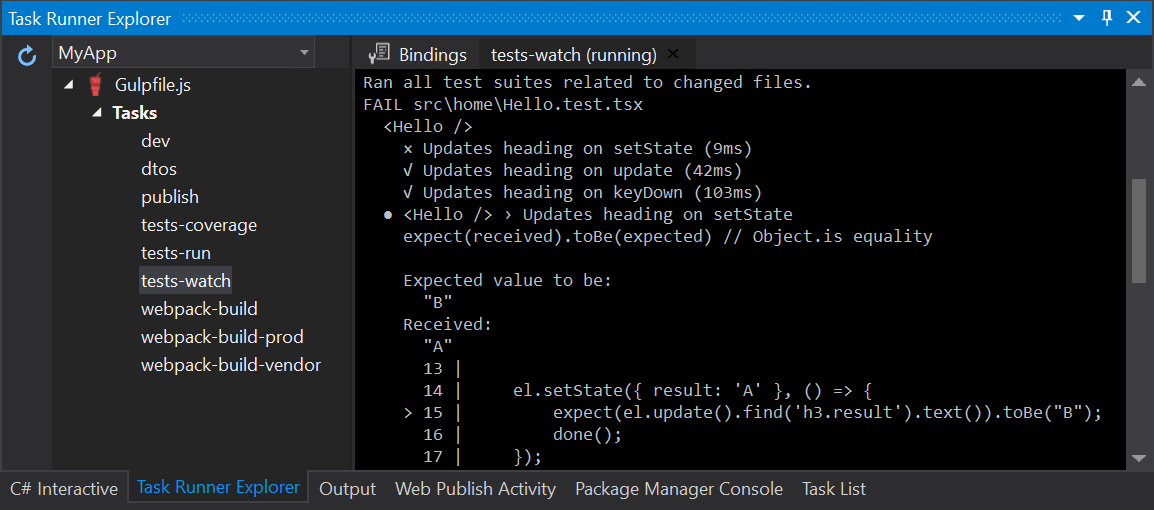 Task Runner Explorer
MyApp
Gulpfile.js
Tasks
dev
dtos
publish
tests-coverage
tests-run
tests-watch
webpack-build
webpack-build-prod
webpack-build-vendor
Bindings tests-watch (running) ×
Ran all test suites related to changed files.
FAIL src\home\Hello.test.tsx
  <Hello />
    × Updates heading on setState (9ms)
    √ Updates heading on update (42ms)
    √ Updates heading on keyDown (103ms)
  ● <Hello /> › Updates heading on setState
    expect(received).toBe(expected) // Object.is equality
    Expected value to be:
      "B"
    Received:
      "A"
      13 |
      14 |     el.setState({ result: 'A' }, () => {
    > 15 |         expect(el.update().find('h3.result').text()).toBe("B");
      16 |         done();
      17 |     });
C# Interactive Task Runner Explorer Output Web Publish Activity Package Manager Console Task List